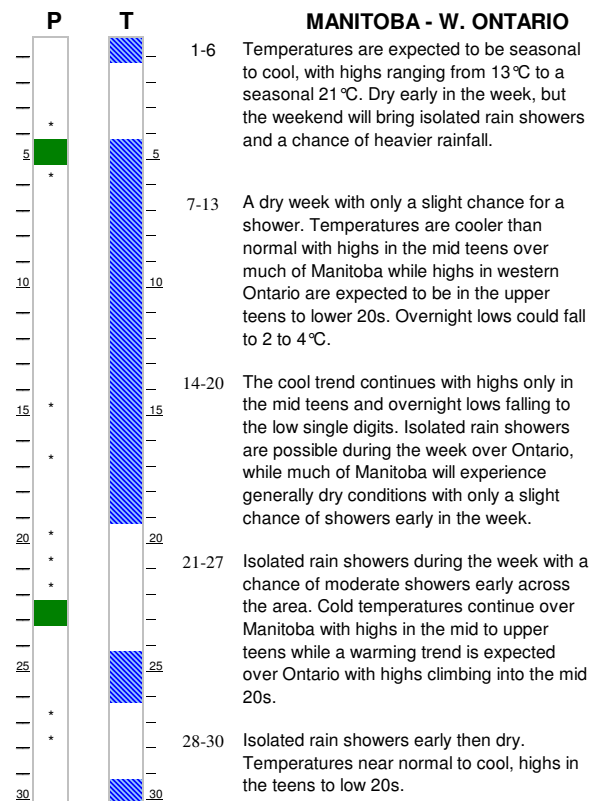 P T MANITOBA - W. ONTARIO
1-6 Temperatures are expected to be seasonal
to cool, with highs ranging from 13°C to a
seasonal 21°C. Dry early in the week, but
the weekend will bring isolated rain showers
and a chance of heavier rainfall.
*
5 5
*
7-13 A dry week with only a slight chance for a
shower. Temperatures are cooler than
normal with highs in the mid teens over
much of Manitoba while highs in western
Ontario are expected to be in the upper
teens to lower 20s. Overnight lows could fall
to 2 to 4°C.
10 10
14-20 The cool trend continues with highs only in
the mid teens and overnight lows falling to
the low single digits. Isolated rain showers
are possible during the week over Ontario,
while much of Manitoba will experience
generally dry conditions with only a slight
chance of showers early in the week.
*
15 15
*
*
20 20
21-27 Isolated rain showers during the week with a
chance of moderate showers early across
the area. Cold temperatures continue over
Manitoba with highs in the mid to upper
teens while a warming trend is expected
over Ontario with highs climbing into the mid
20s.
*
*
25 25
*
*
28-30 Isolated rain showers early then dry.
Temperatures near normal to cool, highs in
the teens to low 20s.
30 30